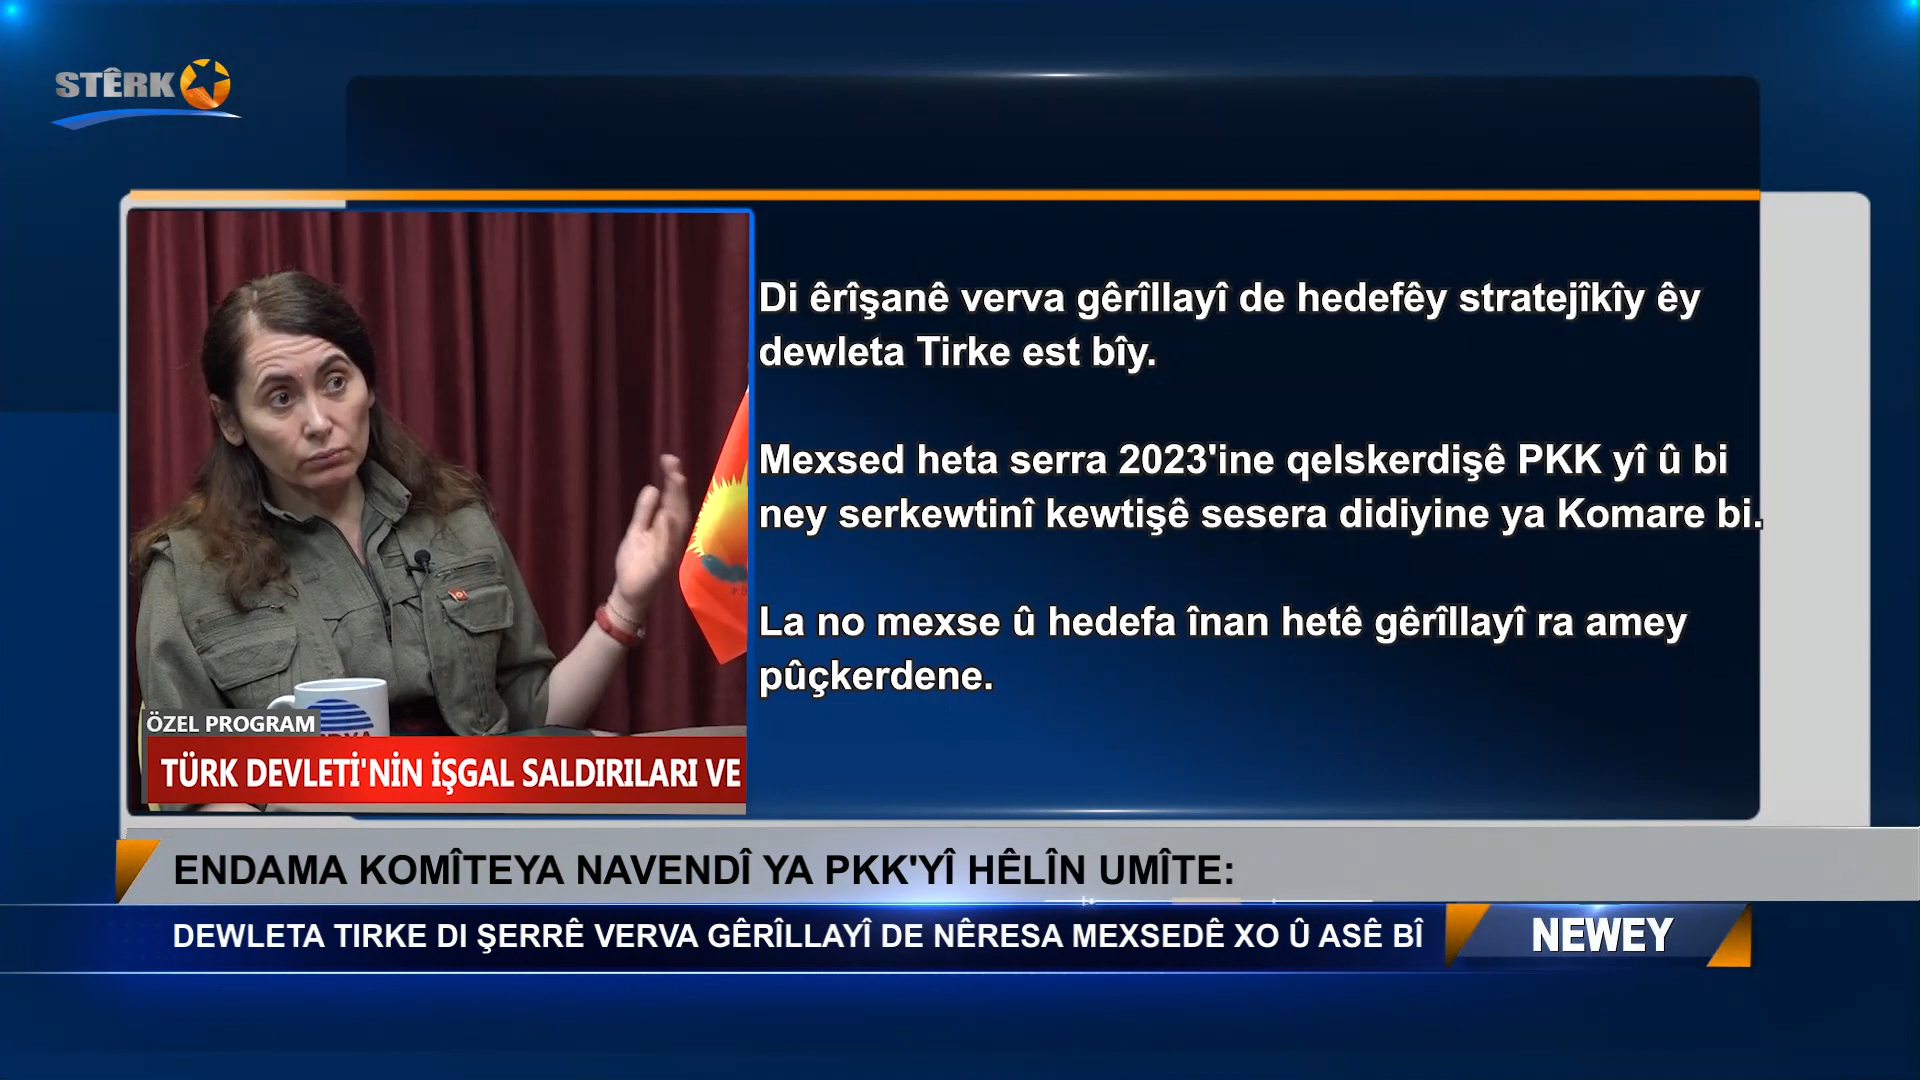 STÊRK
Di êrîşanê verva gêrîllayî de hedefêy stratejîkîy êy
dewleta Tirke est bîy.
Mexsed heta serra 2023'ine qelskerdişê PKK yî û bi
ney serkewtinî kewtişê sesera didiyine ya Komare bi.
La no mexse û hedefa înan hetê gêrîllayî ra amey
pûçkerdene.
ÖZEL PROGRAM
TÜRK DEVLETİ'NİN İŞGAL SALDIRILARI VE
ENDAMA KOMÎTEYA NAVENDÎ YA PKK'YÎ HÊLÎN UMÎTE:
DEWLETA TIRKE DI ŞERRÊ VERVA GÊRÎLLAYÎ DE NÊRESA MEXSEDÊ XO Û ASÊ BÎ
NEWEY